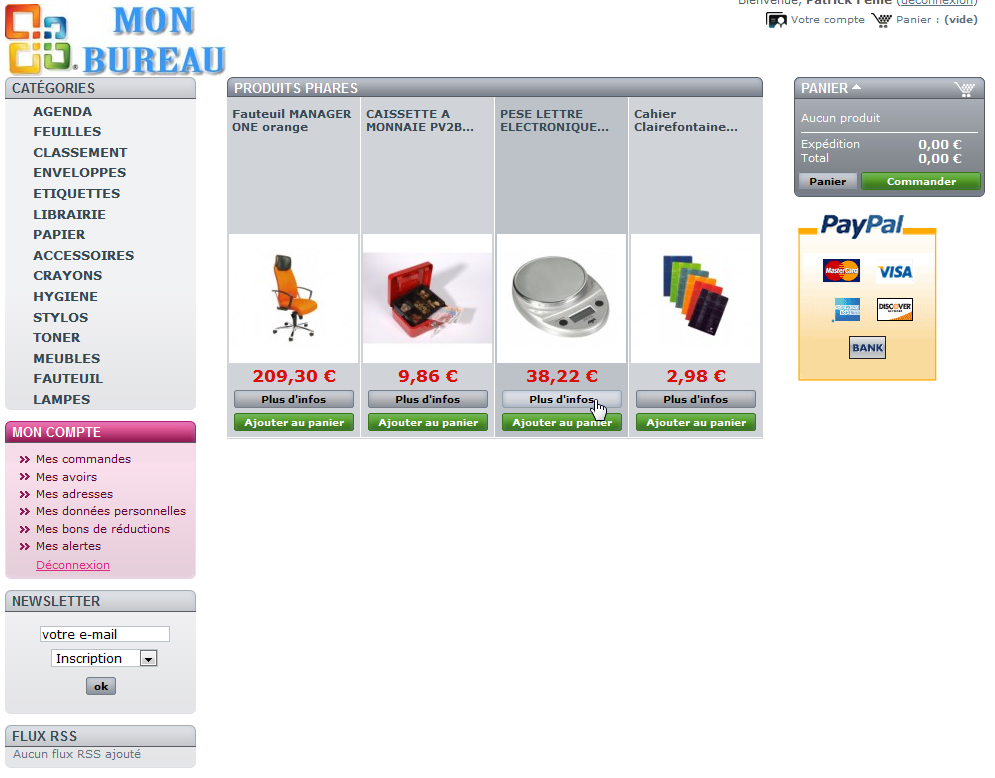 Bienvenue, Patrick Pelle (déconnexion)
Votre compte Panier : (vide)
MON
BUREAU
CATÉGORIES
AGENDA
FEUILLES
CLASSEMENT
ENVELOPPES
ETIQUETTES
LIBRAIRIE
PAPIER
ACCESSOIRES
CRAYONS
HYGIENE
STYLOS
TONER
MEUBLES
FAUTEUIL
LAMPES
MON COMPTE
Mes commandes
Mes avoirs
Mes adresses
Mes données personnelles
Mes bons de réductions
Mes alertes
Déconnexion
NEWSLETTER
votre e-mail
Inscription
ok
FLUX RSS
Aucun flux RSS ajouté
PRODUITS PHARES
Fauteuil MANAGER
ONE orange
209,30 €
Plus d'infos
Ajouter au panier
CAISSETTE A
MONNAIE PV2B...
9,86 €
Plus d'infos
Ajouter au panier
PESE LETTRE
ELECTRONIQUE...
38,22 €
Plus d'infos
Ajouter au panier
Cahier
Clairefontaine...
2,98 €
Plus d'infos
Ajouter au panier
PANIER
Aucun produit
Expédition 0,00 €
Total 0,00 €
Panier Commander
PayPal
MasterCard VISA
DISCOVER
BANK